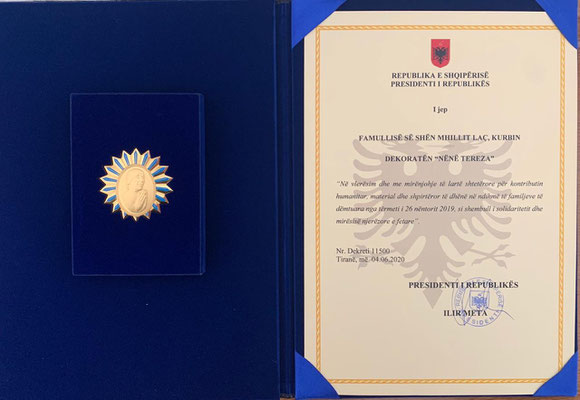 REPUBLIKA E SHQIPËRISË
PRESIDENTI I REPUBLIKËS
I jep
FAMULLISË SË SHËN MHILLIT LAÇ, KURBIN
DEKORATËN "NËNË TEREZA"
"Në vlerësim dhe me mirënjohje të lartë shtetërore për kontributin
humanitar, material dhe shpirtëror të dhënë në ndihmë të familjeve të
dëmtuara nga tërmeti i 26 nëntorit 2019, si shembull i solidaritetit dhe
mirësisë njerëzore e fetare".
Nr. Dekreti 11500
Tiranë, më. 04.06.2020
PRESIDENTI I REPUBLIKËS
ILIR META